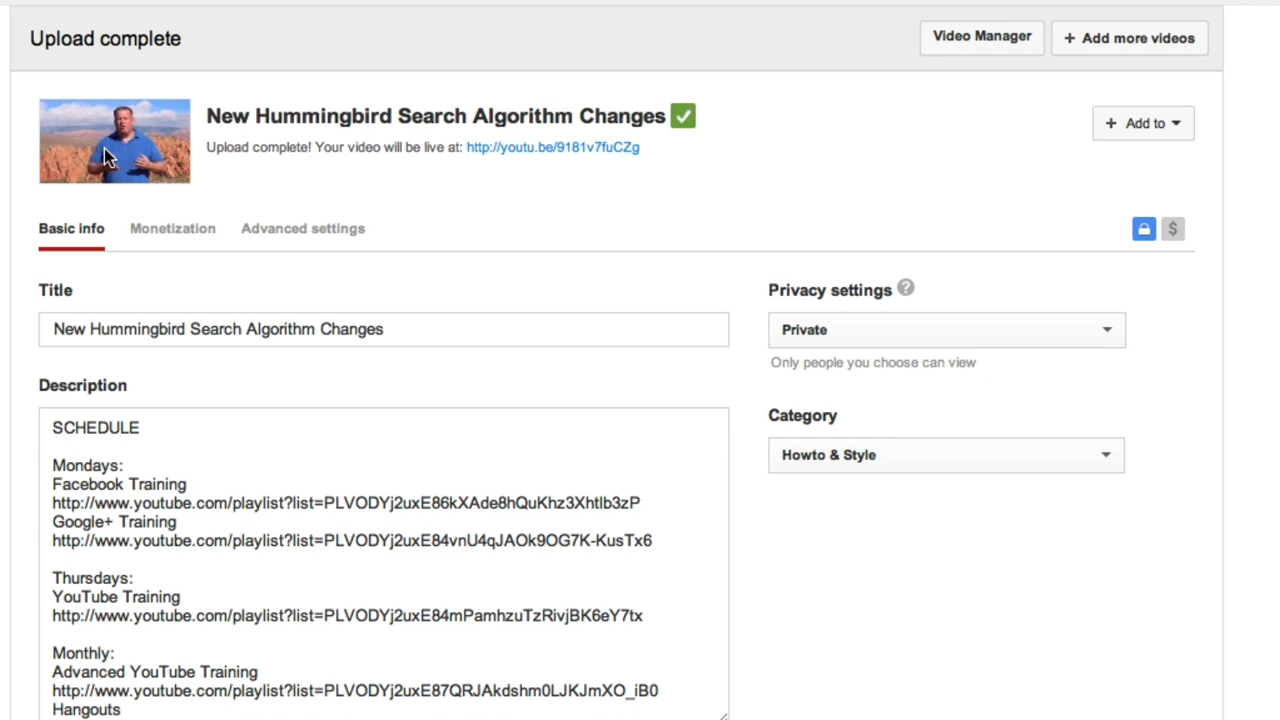 Upload complete
Video Manager
+ Add more videos
New Hummingbird Search Algorithm Changes
Upload complete! Your video will be live at: http://youtu.be/9181v7fuCZg
+ Add to
Basic info
Monetization
Advanced settings
$
Title
New Hummingbird Search Algorithm Changes
Privacy settings ?
Private
Only people you choose can view
Description
Category
Howto & Style
SCHEDULE
Mondays:
Facebook Training
http://www.youtube.com/playlist?list=PLVODYj2uxE86kXAde8hQuKhz3Xhtlb3zP
Google+ Training
http://www.youtube.com/playlist?list=PLVODYj2uxE84vnU4qJAOk9OG7K-KusTx6
Thursdays:
YouTube Training
http://www.youtube.com/playlist?list=PLVODYj2uxE84mPamhzuTzRivjBK6eY7tx
Monthly:
Advanced YouTube Training
http://www.youtube.com/playlist?list=PLVODYj2uxE87QRJAkdshm0LJKJmXO_iB0
Hangouts